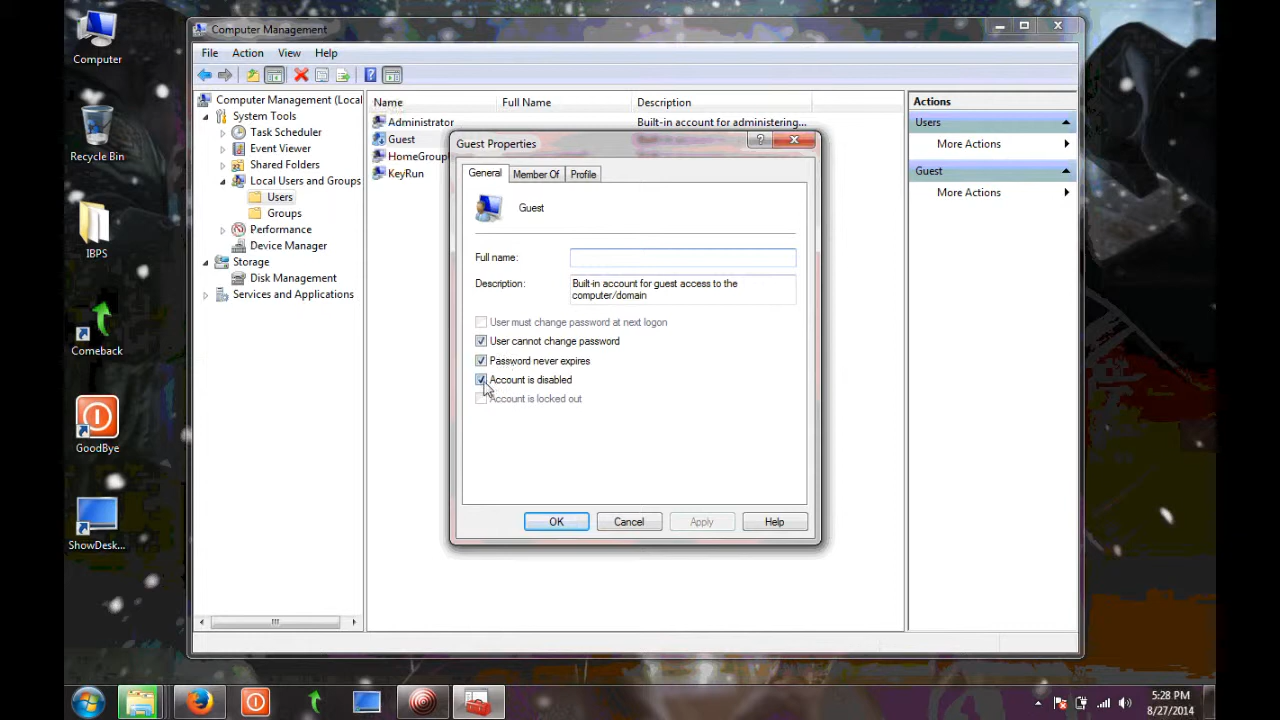 Computer
Recycle Bin
IBPS
Comeback
GoodBye
ShowDesk...
Computer Management
File Action View Help
Computer Management (Local
System Tools
Task Scheduler
Event Viewer
Shared Folders
Local Users and Groups
Users
Groups
Performance
Device Manager
Storage
Disk Management
Services and Applications
Name Full Name Description
Administrator Built-in account for administering...
Guest
HomeGroup
KeyRun
Actions
Users
More Actions
Guest
More Actions
Guest Properties
General Member Of Profile
Guest
Full name:
Description: Built-in account for guest access to the
computer/domain
User must change password at next logon
User cannot change password
Password never expires
Account is disabled
Account is locked out
OK Cancel Apply Help
5:28 PM
8/27/2014